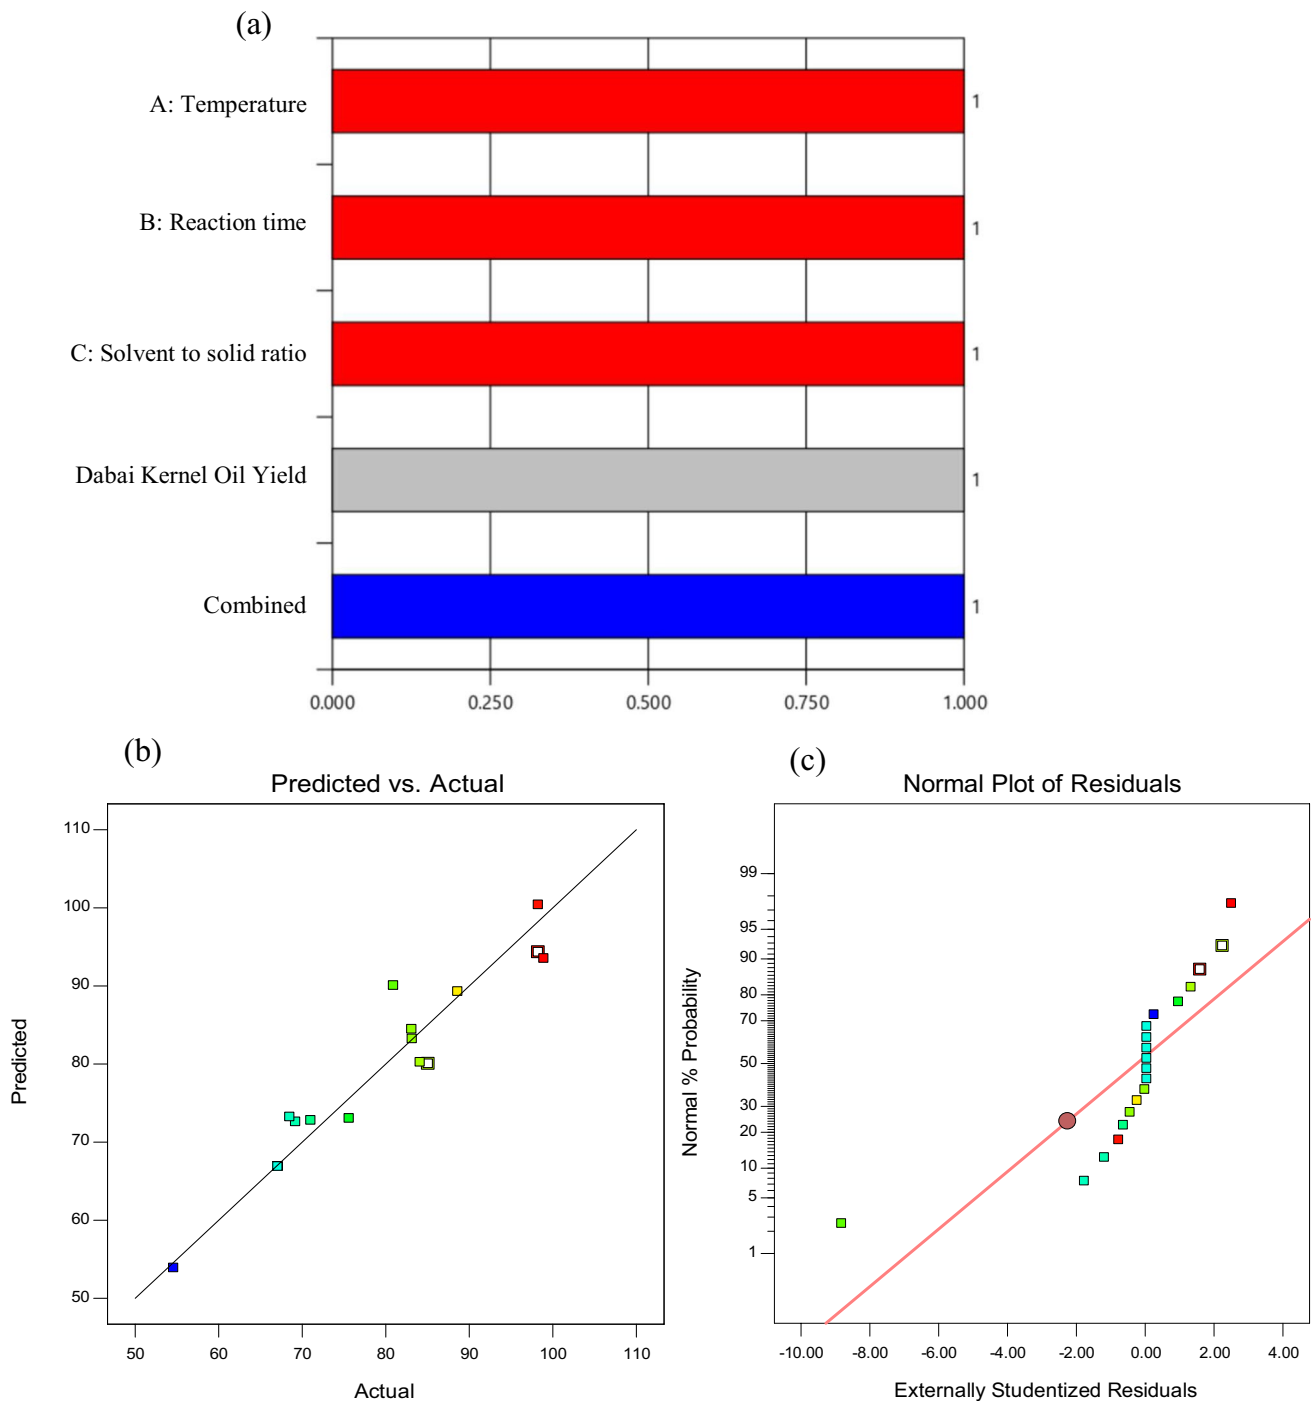 (a)
A: Temperature
1
B: Reaction time
1
C: Solvent to solid ratio
1
Dabai Kernel Oil Yield
1
Combined
1
0.000 0.250 0.500 0.750 1.000
(b)
Predicted vs. Actual
110
100
90
80
70
60
50
Predicted
50 60 70 80 90 100 110
Actual
(c)
Normal Plot of Residuals
99
95
90
80
70
50
30
20
10
5
1
Normal % Probability
-10.00 -8.00 -6.00 -4.00 -2.00 0.00 2.00 4.00
Externally Studentized Residuals